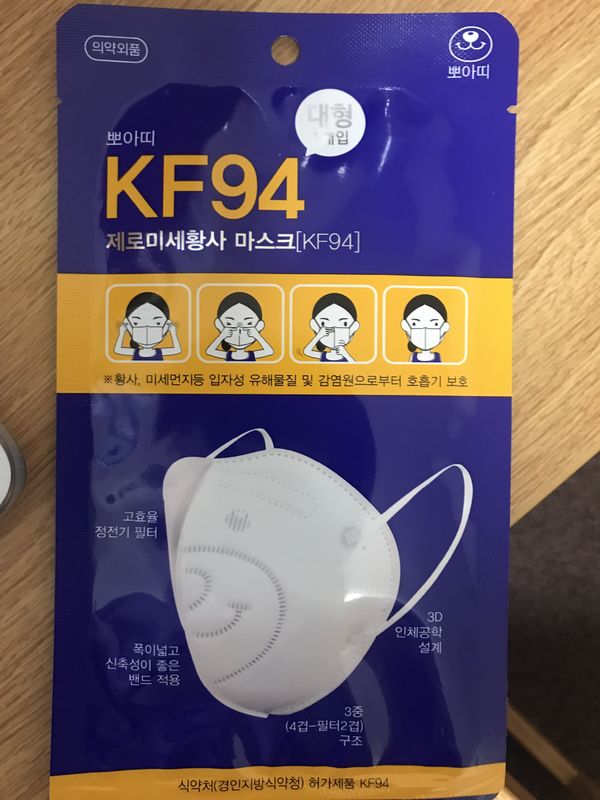 의약외품
뽀아띠
대형
1개입
뽀아띠
KF94
제로미세황사 마스크[KF94]
※황사, 미세먼지등 입자성 유해물질 및 감염원으로부터 호흡기 보호
고효율
정전기 필터
3D
인체공학
설계
폭이넓고
신축성이 좋은
밴드 적용
3중
(4겹-필터2겹)
구조
식약처(경인지방식약청) 허가제품 KF94